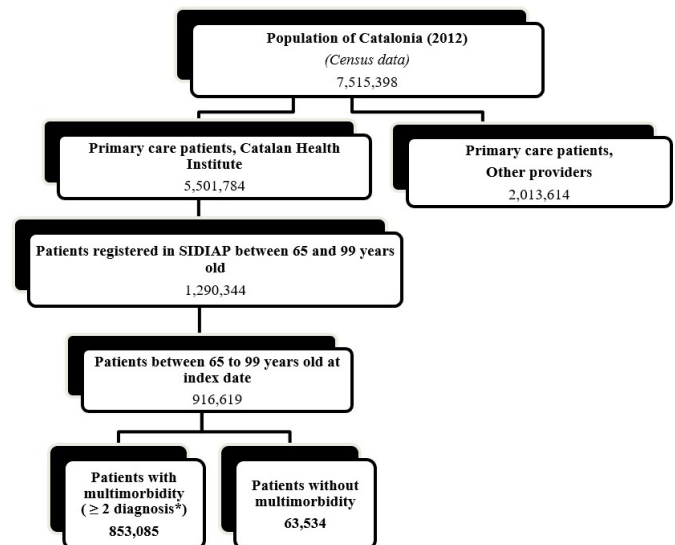 Population of Catalonia (2012)
(Census data)
7,515,398
Primary care patients, Catalan Health
Institute
5,501,784
Primary care patients,
Other providers
2,013,614
Patients registered in SIDIAP between 65 and 99 years
old
1,290,344
Patients between 65 to 99 years old at
index date
916,619
Patients with
multimorbidity
( ≥ 2 diagnosis*)
853,085
Patients without
multimorbidity
63,534